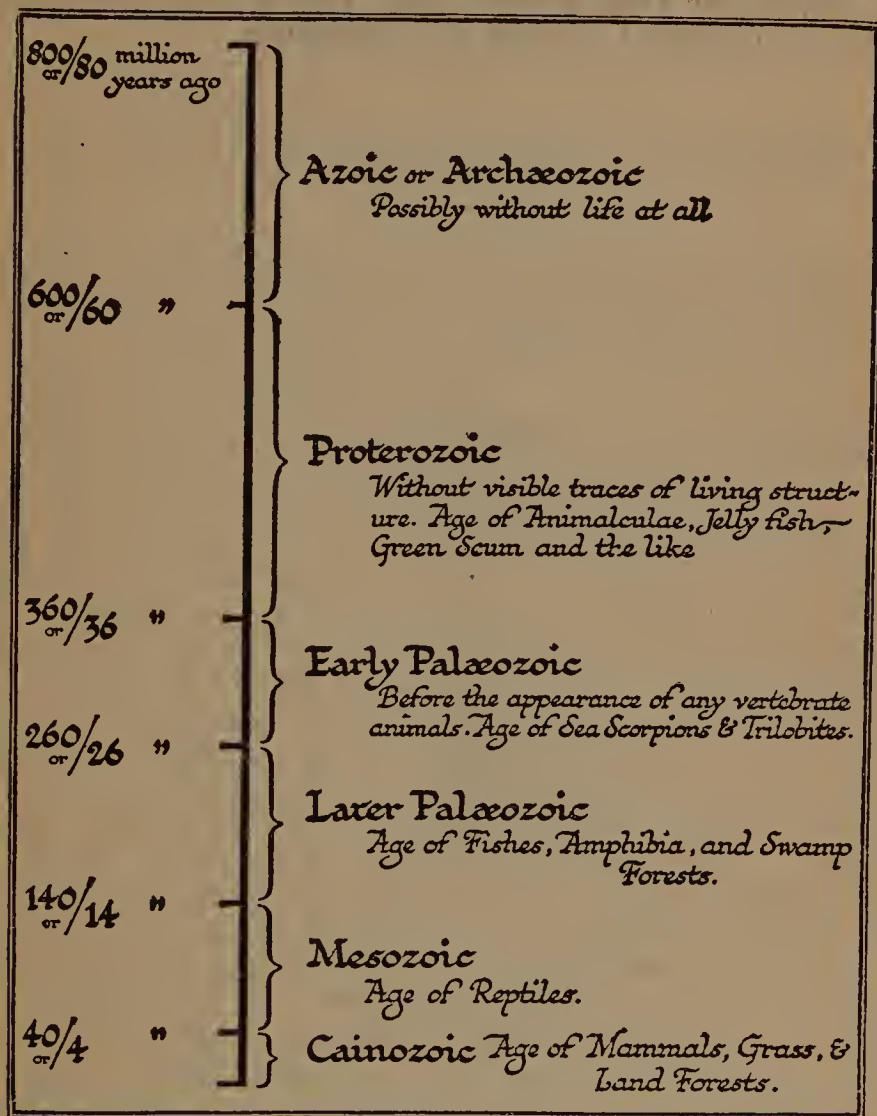 800 or/80 million
years ago
Azoic or Archæozoic
Possibly without life at all
600 or/60 "
Proterozoic
Without visible traces of living struct-
ure. Age of Animalculae, Jelly fish,
Green Scum and the like
360 or/36 "
Early Palæozoic
Before the appearance of any vertebrate
animals. Age of Sea Scorpions & Trilobites.
260 or/26 "
Later Palæozoic
Age of Fishes, Amphibia, and Swamp
Forests.
140 or/14 "
Mesozoic
Age of Reptiles.
40 or/4 "
Cainozoic Age of Mammals, Grass, &
Land Forests.